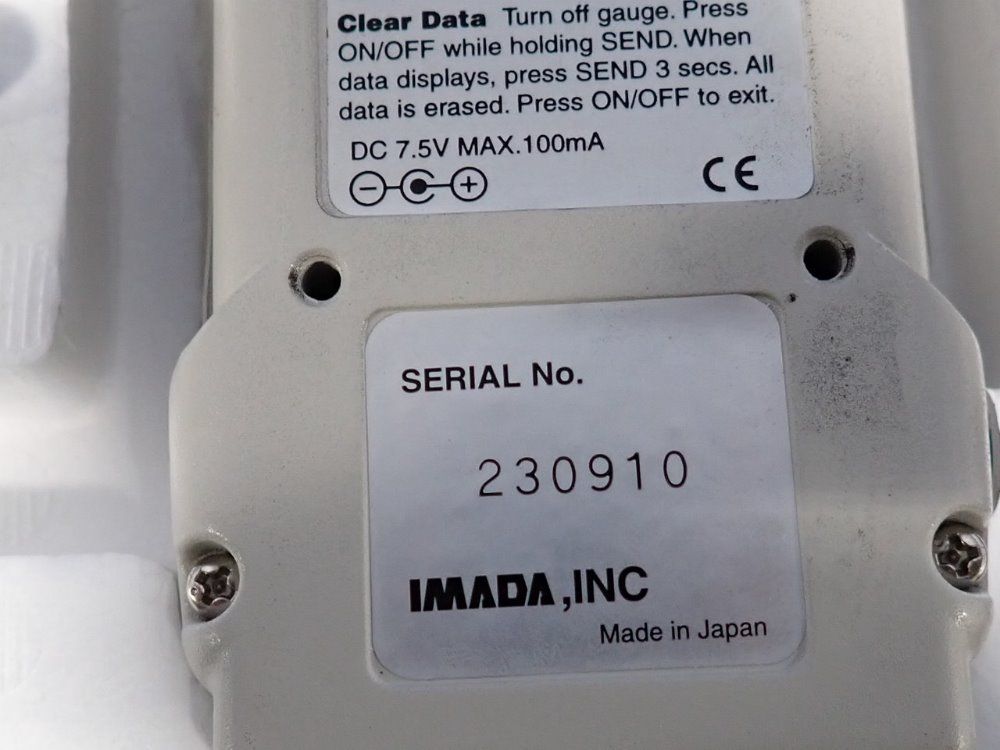 Clear Data Turn off gauge. Press
ON/OFF while holding SEND. When
data displays, press SEND 3 secs. All
data is erased. Press ON/OFF to exit.
DC 7.5V MAX.100mA
CE
SERIAL No.
230910
IMADA,INC
Made in Japan